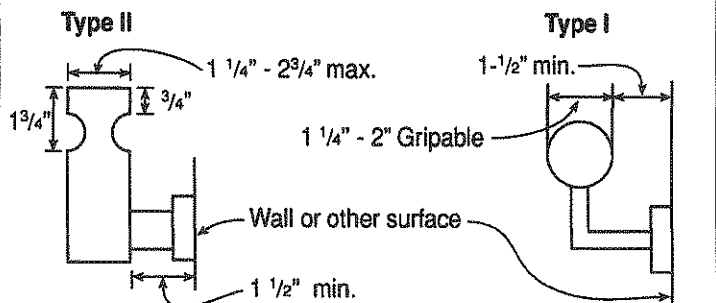 Type II
Type I
1 1/4" - 2 3/4" max.
1-1/2" min.
3/4"
1 3/4"
1 1/4" - 2" Gripable
Wall or other surface
1 1/2" min.